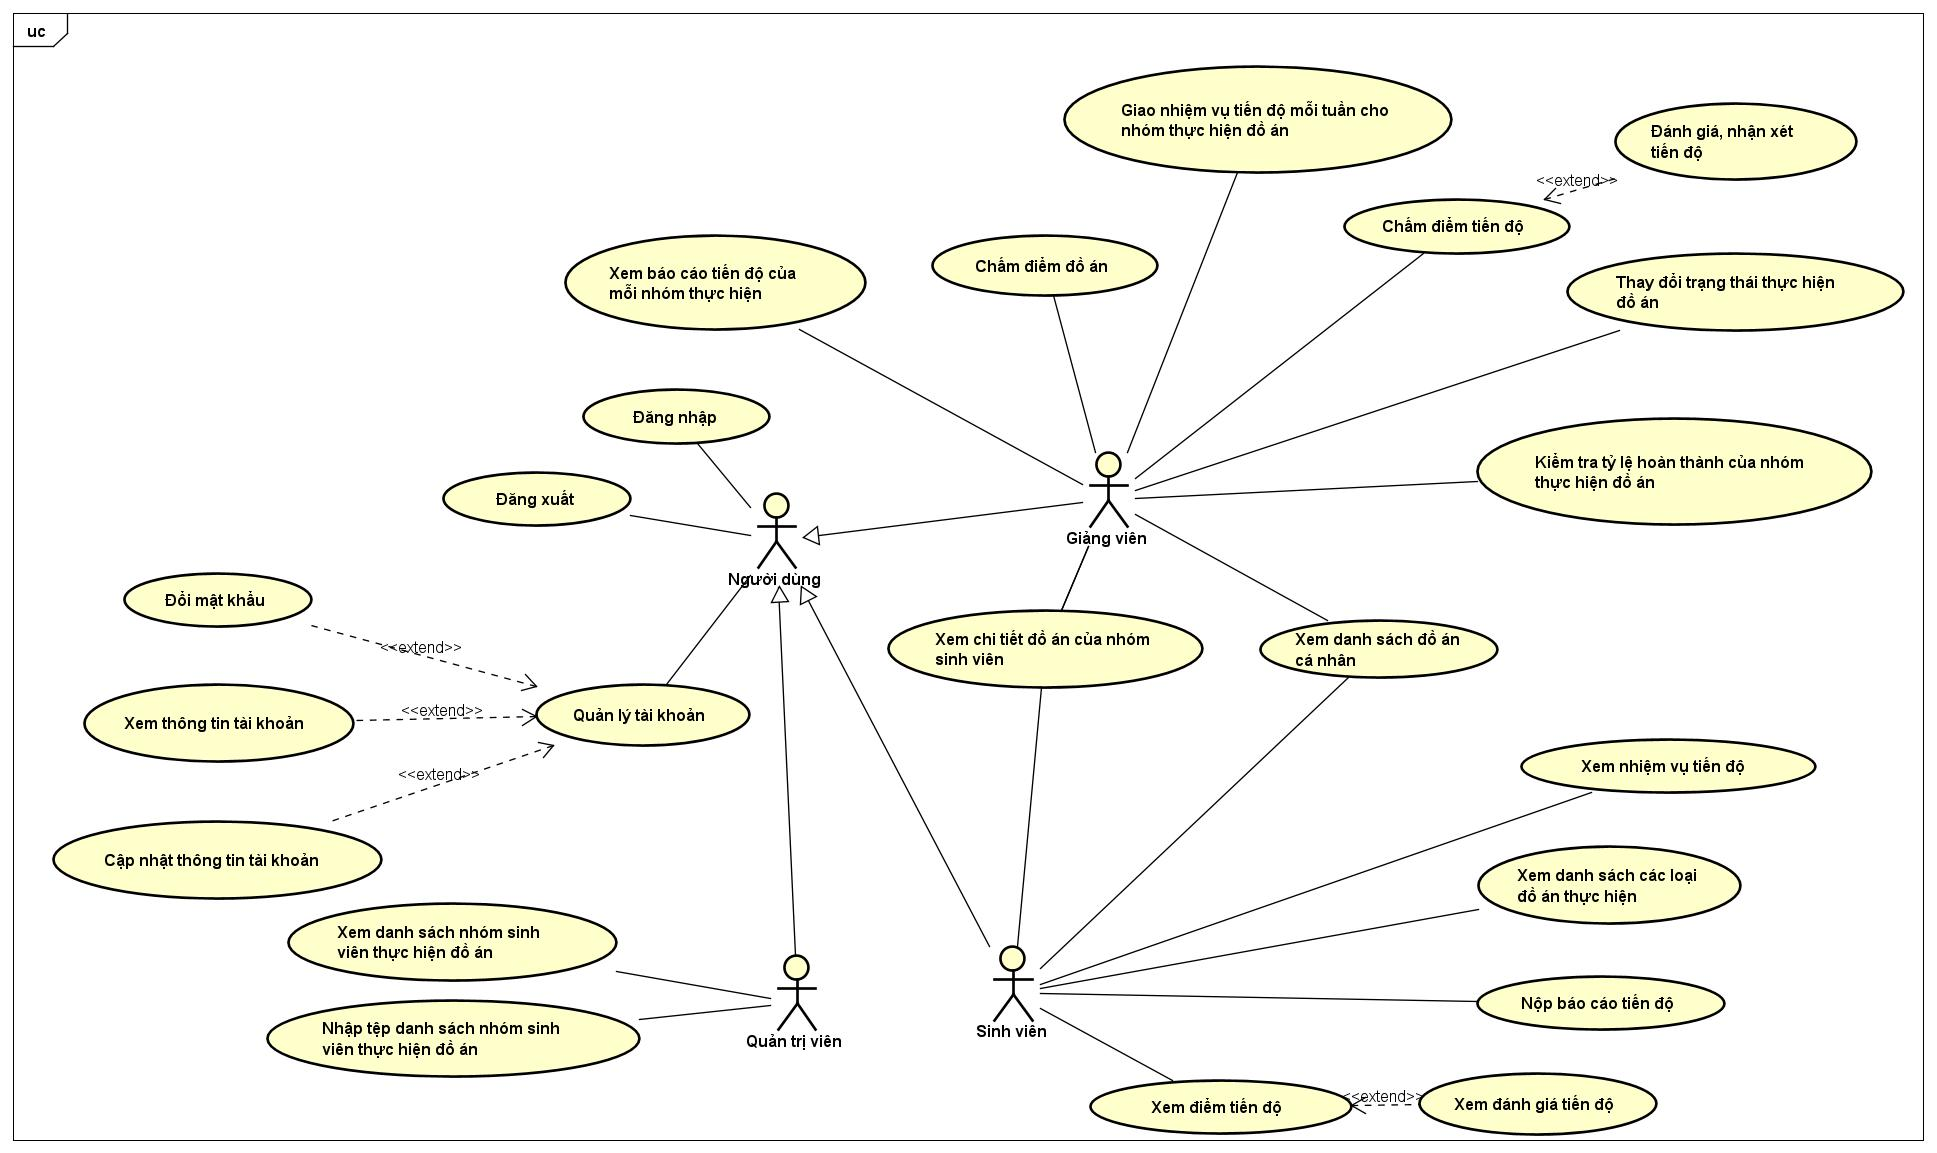 uc
Giao nhiệm vụ tiến độ mỗi tuần cho
nhóm thực hiện đồ án
Đánh giá, nhận xét
tiến độ
<<extend>>
Chấm điểm tiến độ
Chấm điểm đồ án
Xem báo cáo tiến độ của
mỗi nhóm thực hiện
Thay đổi trạng thái thực hiện
đồ án
Đăng nhập
Kiểm tra tỷ lệ hoàn thành của nhóm
thực hiện đồ án
Đăng xuất
Giảng viên
Người dùng
Đổi mật khẩu
<<extend>>
Xem chi tiết đồ án của nhóm
sinh viên
Xem danh sách đồ án
cá nhân
Xem thông tin tài khoản
<<extend>>
Quản lý tài khoản
<<extend>>
Xem nhiệm vụ tiến độ
Cập nhật thông tin tài khoản
Xem danh sách các loại
đồ án thực hiện
Xem danh sách nhóm sinh
viên thực hiện đồ án
Nộp báo cáo tiến độ
Nhập tệp danh sách nhóm sinh
viên thực hiện đồ án
Quản trị viên
Sinh viên
Xem điểm tiến độ
<<extend>>
Xem đánh giá tiến độ